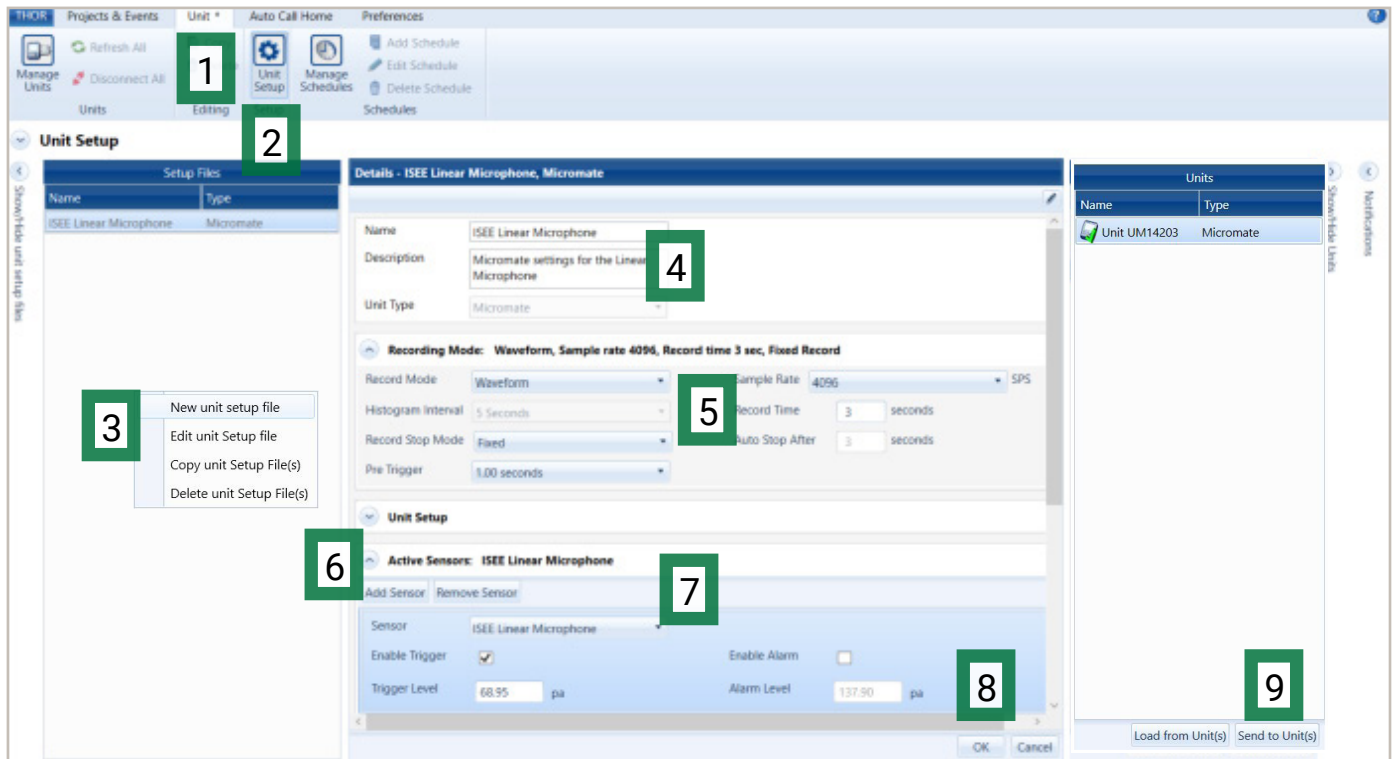 THOR Projects & Events Unit * Auto Call Home Preferences
Refresh All
Disconnect All
Manage Units
Units
1
Editing
Unit Setup
2
Manage Schedules
Add Schedule
Edit Schedule
Delete Schedule
Schedules
Unit Setup
Show/Hide unit setup files
Setup Files
Name Type
ISEE Linear Microphone Micromate
3
New unit setup file
Edit unit Setup file
Copy unit Setup File(s)
Delete unit Setup File(s)
Details - ISEE Linear Microphone, Micromate
Name ISEE Linear Microphone
Description Micromate settings for the Linear
Microphone
4
Unit Type Micromate
Recording Mode: Waveform, Sample rate 4096, Record time 3 sec, Fixed Record
Record Mode Waveform Sample Rate 4096 SPS
Histogram Interval 5 Seconds 5 Record Time 3 seconds
Record Stop Mode Fixed Auto Stop After 3 seconds
Pre Trigger 1.00 seconds
Unit Setup
6
Active Sensors: ISEE Linear Microphone
Add Sensor Remove Sensor
7
Sensor ISEE Linear Microphone
Enable Trigger Enable Alarm
Trigger Level 68.95 pa Alarm Level 137.90 pa
8
OK Cancel
Units
Name Type
Unit UM14203 Micromate
9
Load from Unit(s) Send to Unit(s)
Show/Hide Units
Notifications